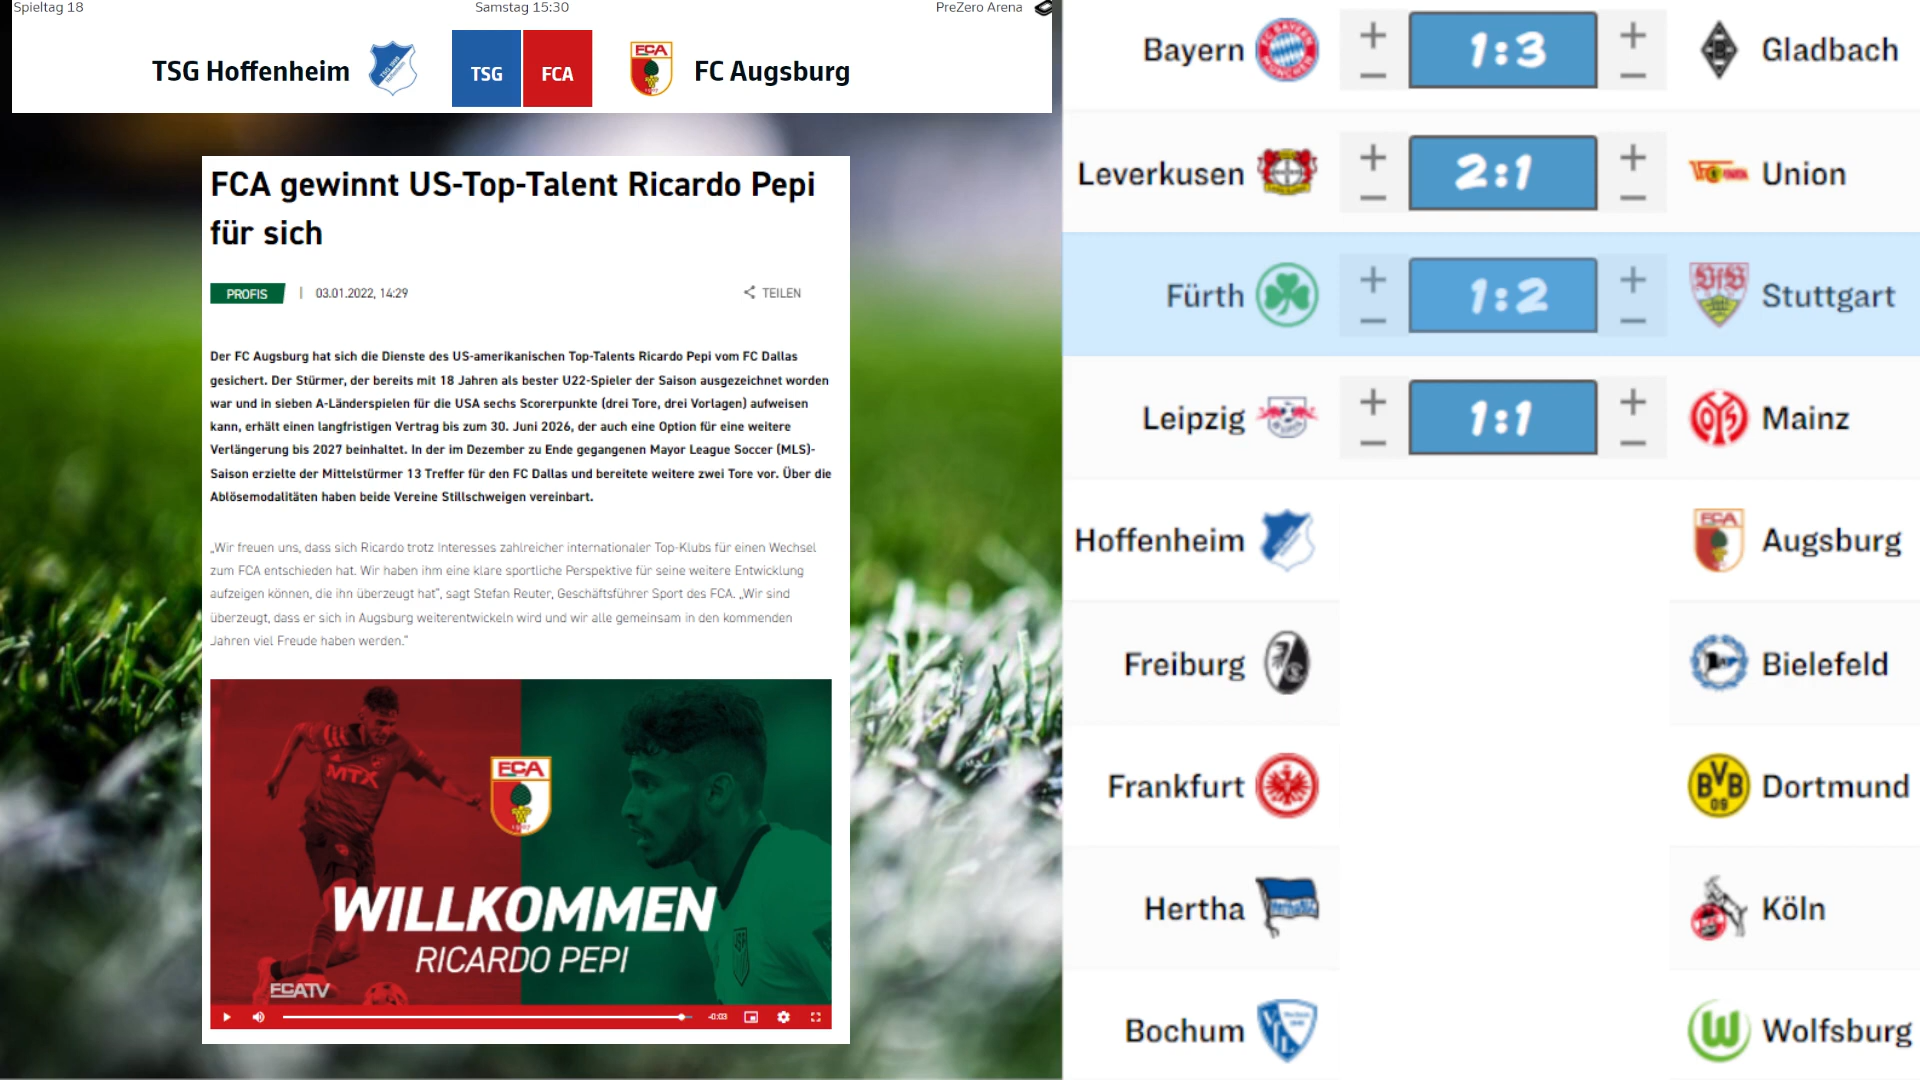 Spieltag 18
Samstag 15:30
PreZero Arena
TSG Hoffenheim
TSG
FCA
FCA
FC Augsburg
FCA gewinnt US-Top-Talent Ricardo Pepi
für sich
PROFIS | 03.01.2022, 14:29
TEILEN
Der FC Augsburg hat sich die Dienste des US-amerikanischen Top-Talents Ricardo Pepi vom FC Dallas
gesichert. Der Stürmer, der bereits mit 18 Jahren als bester U22-Spieler der Saison ausgezeichnet worden
war und in sieben A-Länderspielen für die USA sechs Scorerpunkte (drei Tore, drei Vorlagen) aufweisen
kann, erhält einen langfristigen Vertrag bis zum 30. Juni 2026, der auch eine Option für eine weitere
Verlängerung bis 2027 beinhaltet. In der im Dezember zu Ende gegangenen Mayor League Soccer (MLS)-
Saison erzielte der Mittelstürmer 13 Treffer für den FC Dallas und bereitete weitere zwei Tore vor. Über die
Ablösemodalitäten haben beide Vereine Stillschweigen vereinbart.
„Wir freuen uns, dass sich Ricardo trotz Interesses zahlreicher internationaler Top-Klubs für einen Wechsel
zum FCA entschieden hat. Wir haben ihm eine klare sportliche Perspektive für seine weitere Entwicklung
aufzeigen können, die ihn überzeugt hat“, sagt Stefan Reuter, Geschäftsführer Sport des FCA. „Wir sind
überzeugt, dass er sich in Augsburg weiterentwickeln wird und wir alle gemeinsam in den kommenden
Jahren viel Freude haben werden.“
MTX
FCA
1907
WILLKOMMEN
RICARDO PEPI
FCATV
-0:03
Bayern + − 1:3 + − Gladbach
Leverkusen + − 2:1 + − Union
Fürth + − 1:2 + − Stuttgart
Leipzig + − 1:1 + − Mainz
Hoffenheim Augsburg
Freiburg Bielefeld
Frankfurt Dortmund
Hertha Köln
Bochum Wolfsburg